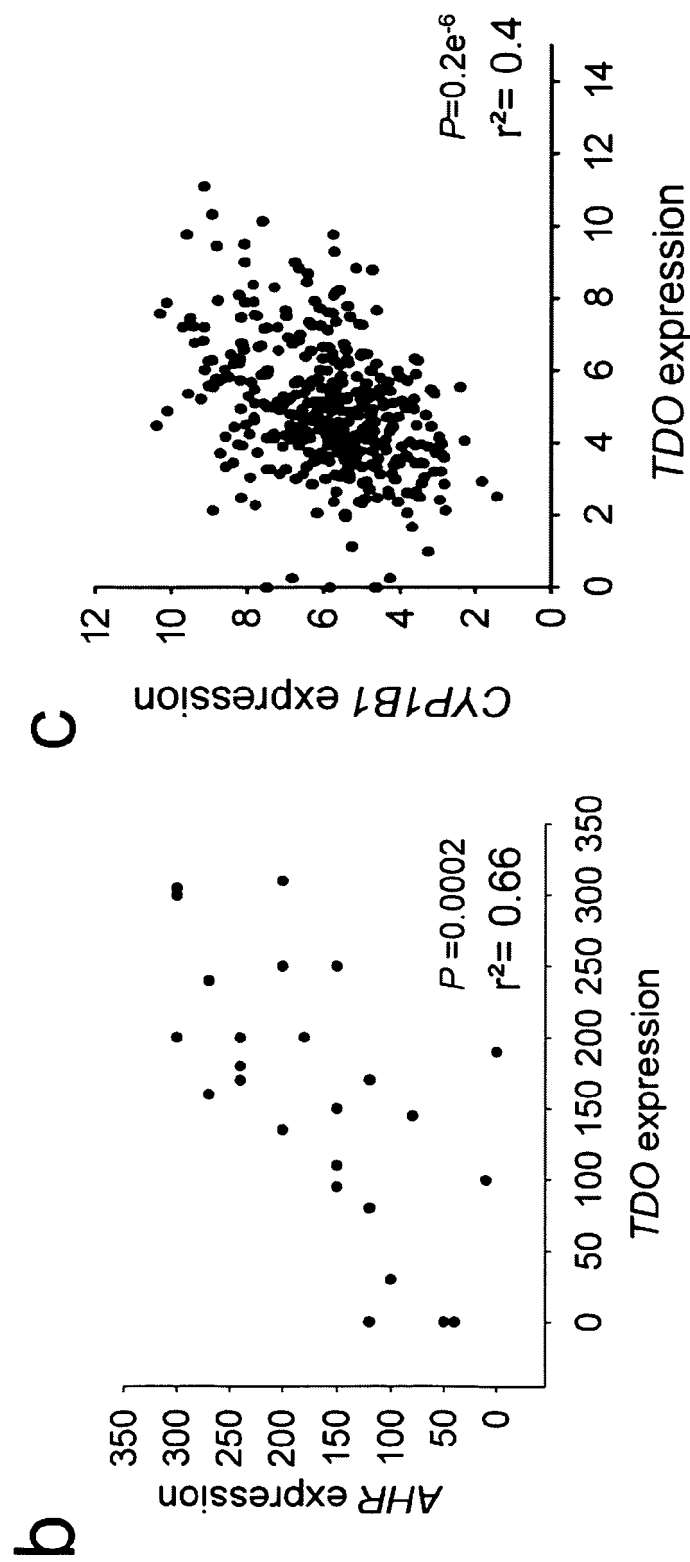 b
AHR expression
350
300
250
200
150
100
50
0
0 50 100 150 200 250 300 350
TDO expression
P =0.0002
r²= 0.66
c
CYP1B1 expression
12
10
8
6
4
2
0
0 2 4 6 8 10 12 14
TDO expression
P=0.2e⁻⁶
r²= 0.4